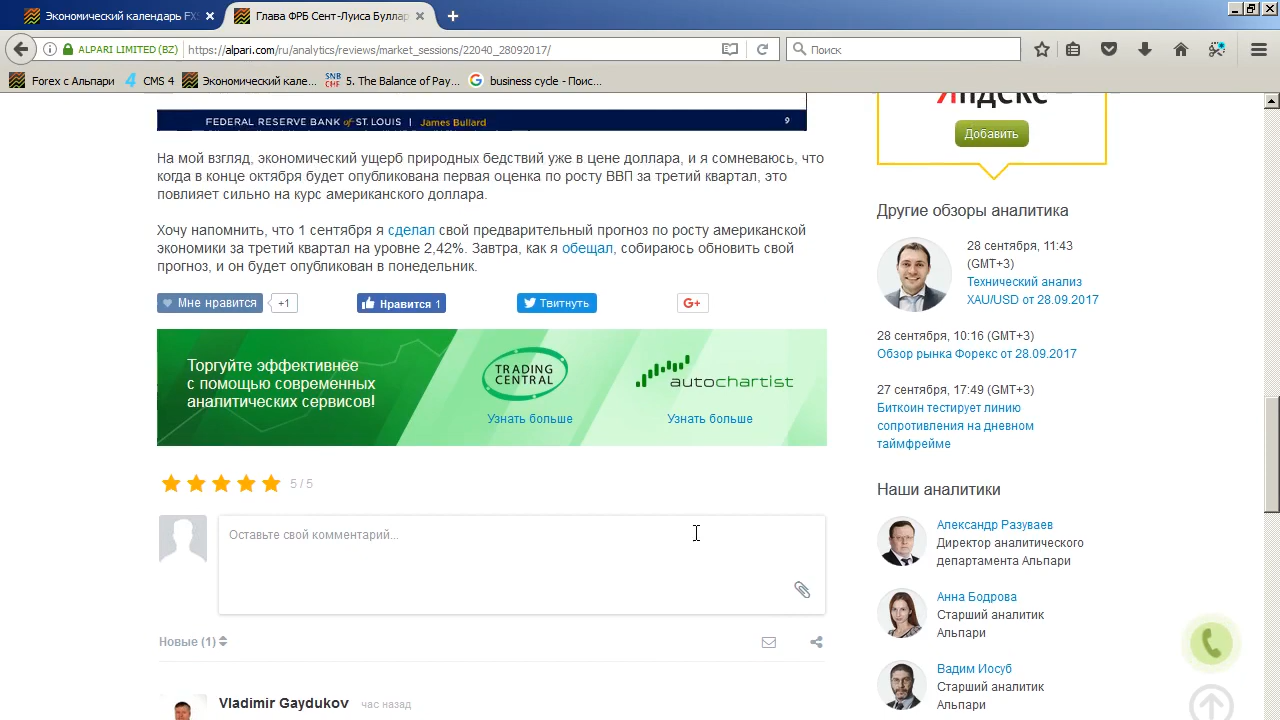 Экономический календарь FXS
Глава ФРБ Сент-Луиса Буллар
ALPARI LIMITED (BZ)
https://alpari.com/ru/analytics/reviews/market_sessions/22040_28092017/
Поиск
Forex с Альпари
4 CMS 4
Экономический кале...
SNB CHF
5. The Balance of Pay...
business cycle - Поис...
FEDERAL RESERVE BANK of ST. LOUIS | James Bullard
9
Яндекс
Добавить
На мой взгляд, экономический ущерб природных бедствий уже в цене доллара, и я сомневаюсь, что
когда в конце октября будет опубликована первая оценка по росту ВВП за третий квартал, это
повлияет сильно на курс американского доллара.
Хочу напомнить, что 1 сентября я сделал свой предварительный прогноз по росту американской
экономики за третий квартал на уровне 2,42%. Завтра, как я обещал, собираюсь обновить свой
прогноз, и он будет опубликован в понедельник.
Мне нравится
+1
Нравится 1
Твитнуть
G+
Торгуйте эффективнее
с помощью современных
аналитических сервисов!
TRADING
CENTRAL
Узнать больше
autochartist
Узнать больше
5 / 5
Оставьте свой комментарий...
Новые (1)
Vladimir Gaydukov час назад
Другие обзоры аналитика
28 сентября, 11:43
(GMT+3)
Технический анализ
XAU/USD от 28.09.2017
28 сентября, 10:16 (GMT+3)
Обзор рынка Форекс от 28.09.2017
27 сентября, 17:49 (GMT+3)
Биткоин тестирует линию
сопротивления на дневном
таймфрейме
Наши аналитики
Александр Разуваев
Директор аналитического
департамента Альпари
Анна Бодрова
Старший аналитик
Альпари
Вадим Иосуб
Старший аналитик
Альпари